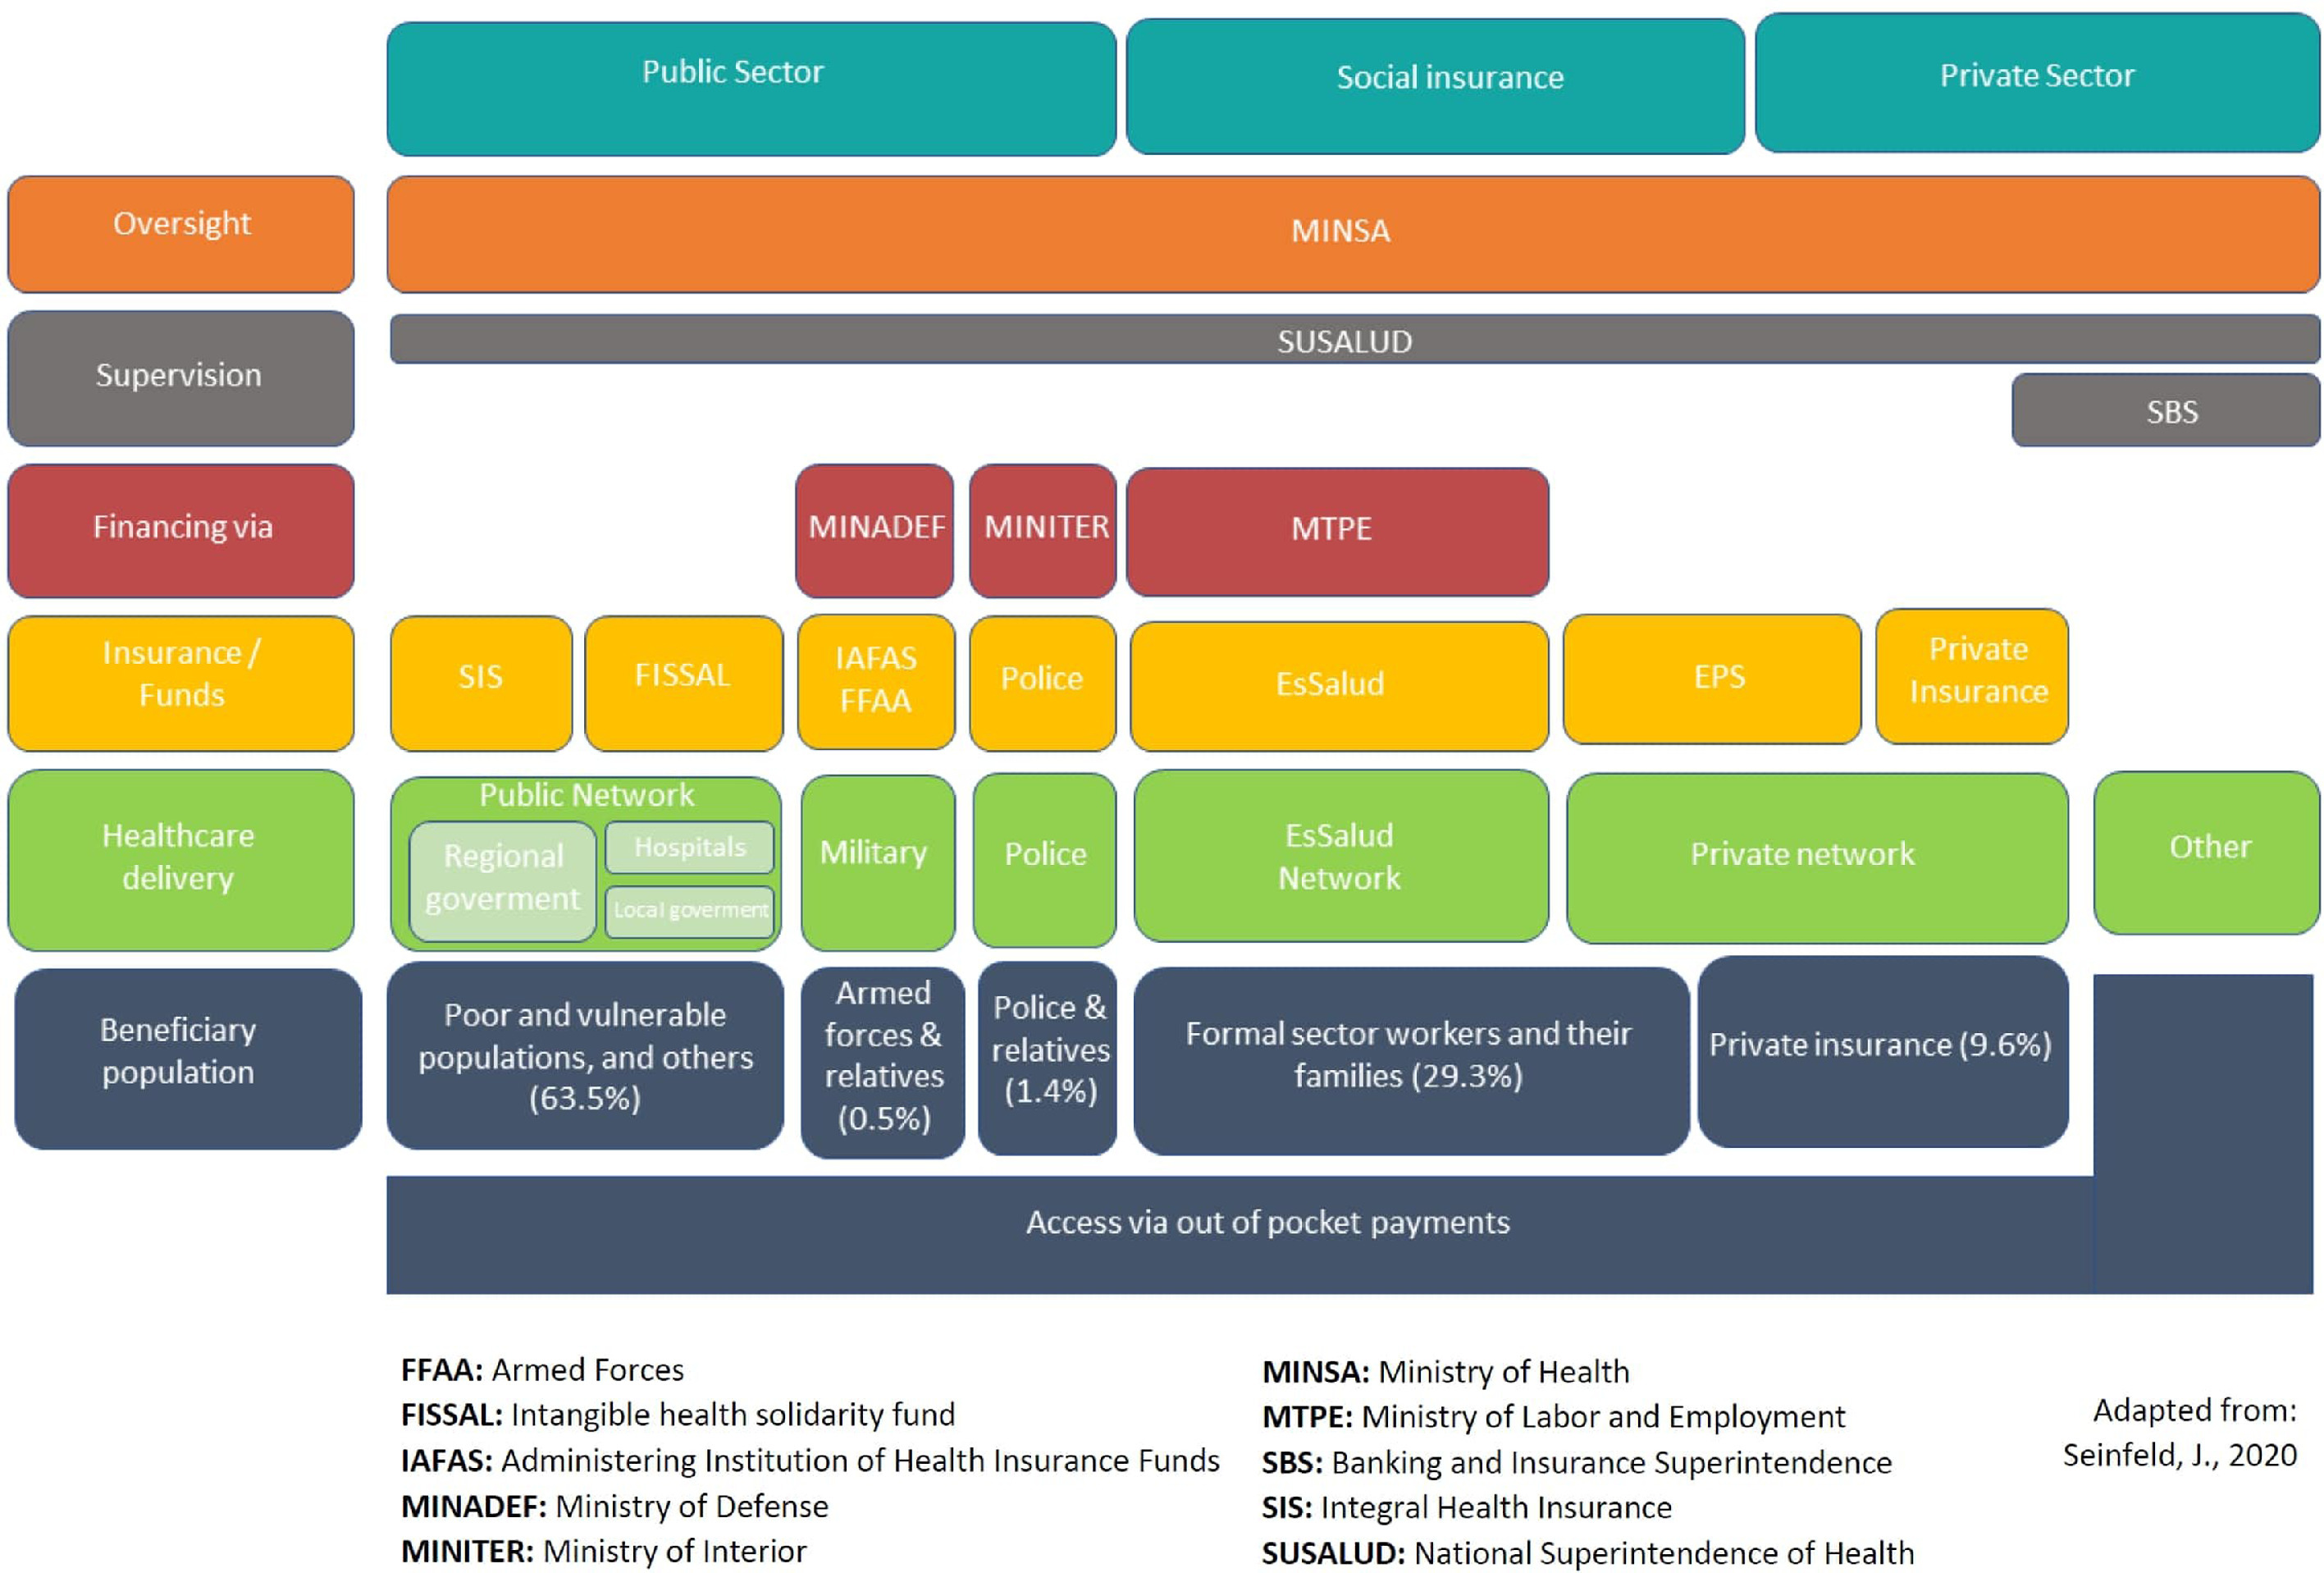 Public Sector
Social insurance
Private Sector
Oversight
MINSA
Supervision
SUSALUD
SBS
Financing via
MINADEF
MINITER
MTPE
Insurance /
Funds
SIS
FISSAL
IAFAS
FFAA
Police
EsSalud
EPS
Private
Insurance
Healthcare
delivery
Public Network
Regional
goverment
Hospitals
Local goverment
Military
Police
EsSalud
Network
Private network
Other
Beneficiary
population
Poor and vulnerable
populations, and others
(63.5%)
Armed
forces &
relatives
(0.5%)
Police &
relatives
(1.4%)
Formal sector workers and their
families (29.3%)
Private insurance (9.6%)
Access via out of pocket payments
FFAA: Armed Forces
FISSAL: Intangible health solidarity fund
IAFAS: Administering Institution of Health Insurance Funds
MINADEF: Ministry of Defense
MINITER: Ministry of Interior
MINSA: Ministry of Health
MTPE: Ministry of Labor and Employment
SBS: Banking and Insurance Superintendence
SIS: Integral Health Insurance
SUSALUD: National Superintendence of Health
Adapted from:
Seinfeld, J., 2020